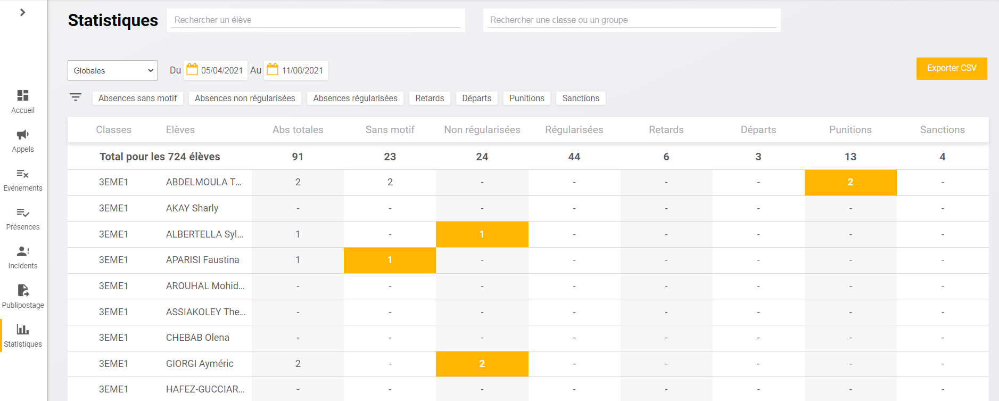 Statistiques Rechercher un élève Rechercher une classe ou un groupe
Globales Du 05/04/2021 Au 11/08/2021 Exporter CSV
Absences sans motif Absences non régularisées Absences régularisées Retards Départs Punitions Sanctions
Accueil
Appels
Evénements
Présences
Incidents
Publipostage
Statistiques
Classes Elèves Abs totales Sans motif Non régularisées Régularisées Retards Départs Punitions Sanctions
Total pour les 724 élèves 91 23 24 44 6 3 13 4
3EME1 ABDELMOULA T... 2 2 - - - - 2 -
3EME1 AKAY Sharly - - - - - - - -
3EME1 ALBERTELLA Syl... 1 - 1 - - - - -
3EME1 APARISI Faustina 1 1 - - - - - -
3EME1 AROUHAL Mohid... - - - - - - - -
3EME1 ASSIAKOLEY The... - - - - - - - -
3EME1 CHEBAB Olena - - - - - - - -
3EME1 GIORGI Ayméric 2 - 2 - - - - -
3EME1 HAFEZ-GUCCIAR... - - - - - - - -